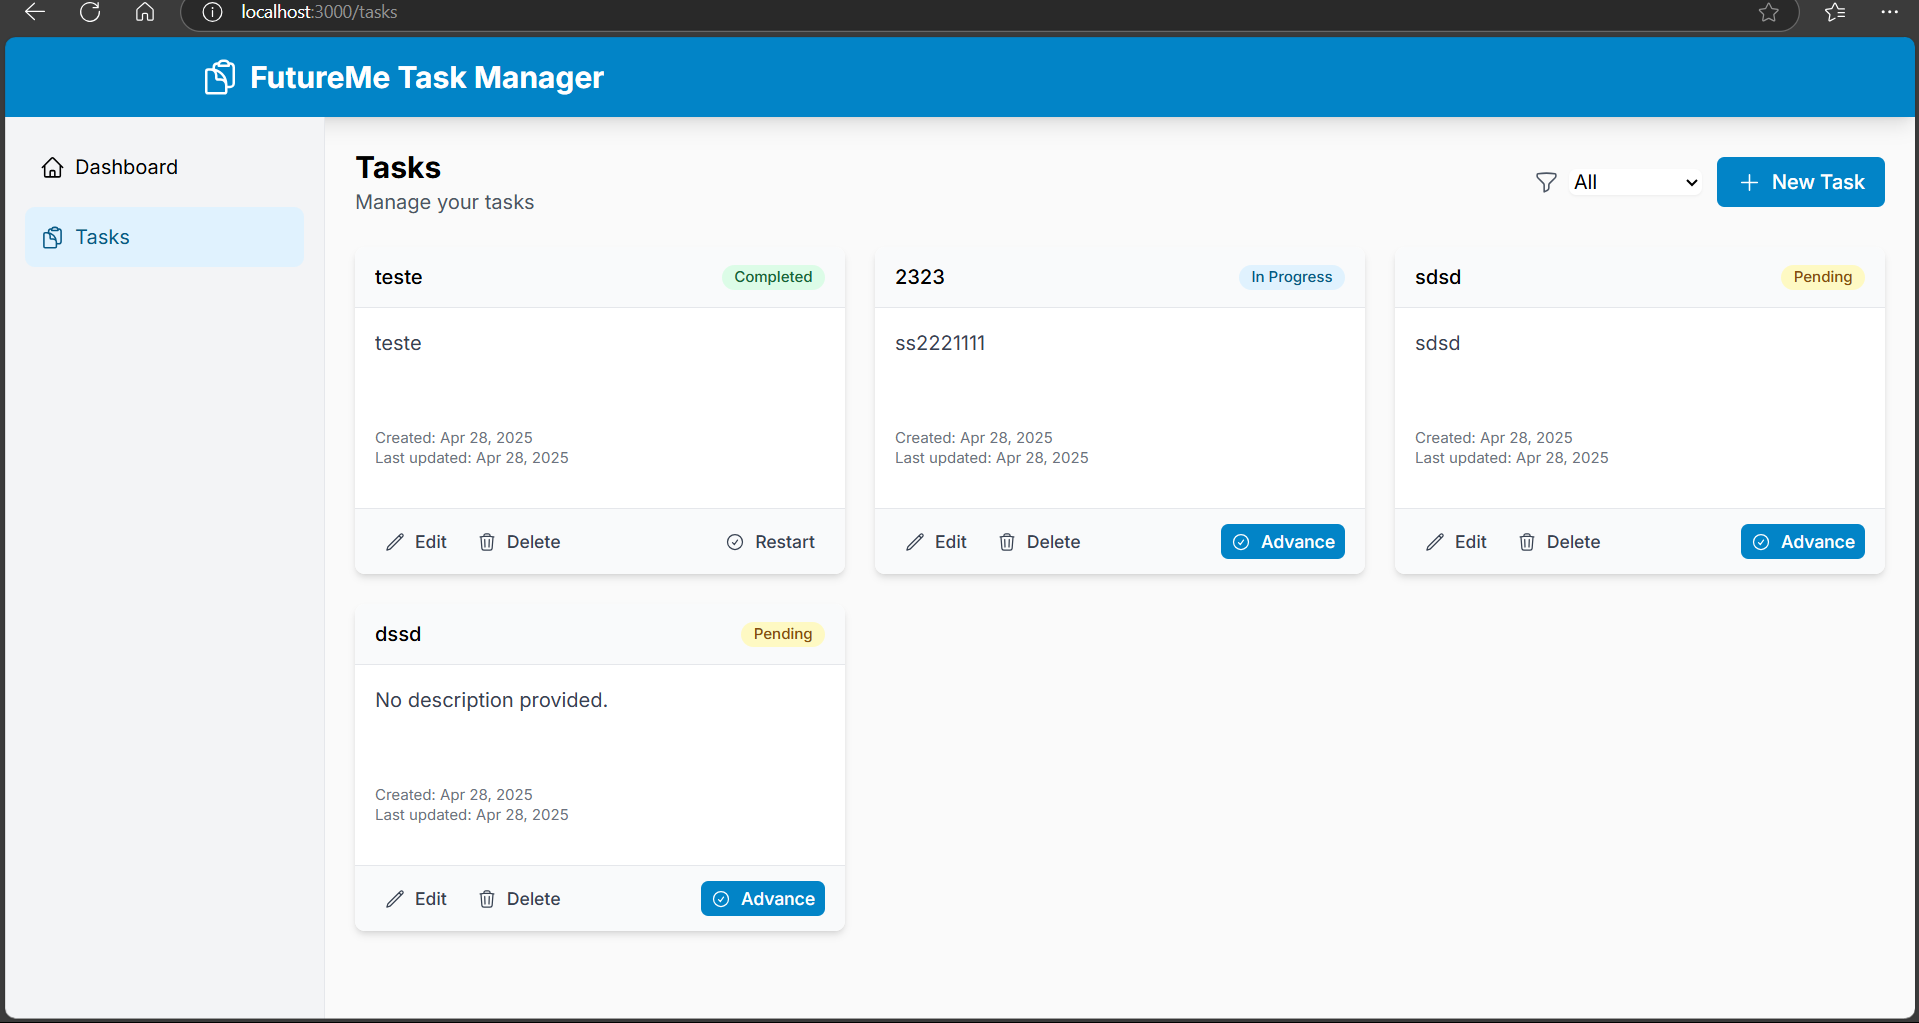 localhost:3000/tasks
FutureMe Task Manager
Dashboard
Tasks
Tasks
Manage your tasks
All
New Task
teste
Completed
teste
Created: Apr 28, 2025
Last updated: Apr 28, 2025
Edit
Delete
Restart
2323
In Progress
ss2221111
Created: Apr 28, 2025
Last updated: Apr 28, 2025
Edit
Delete
Advance
sdsd
Pending
sdsd
Created: Apr 28, 2025
Last updated: Apr 28, 2025
Edit
Delete
Advance
dssd
Pending
No description provided.
Created: Apr 28, 2025
Last updated: Apr 28, 2025
Edit
Delete
Advance